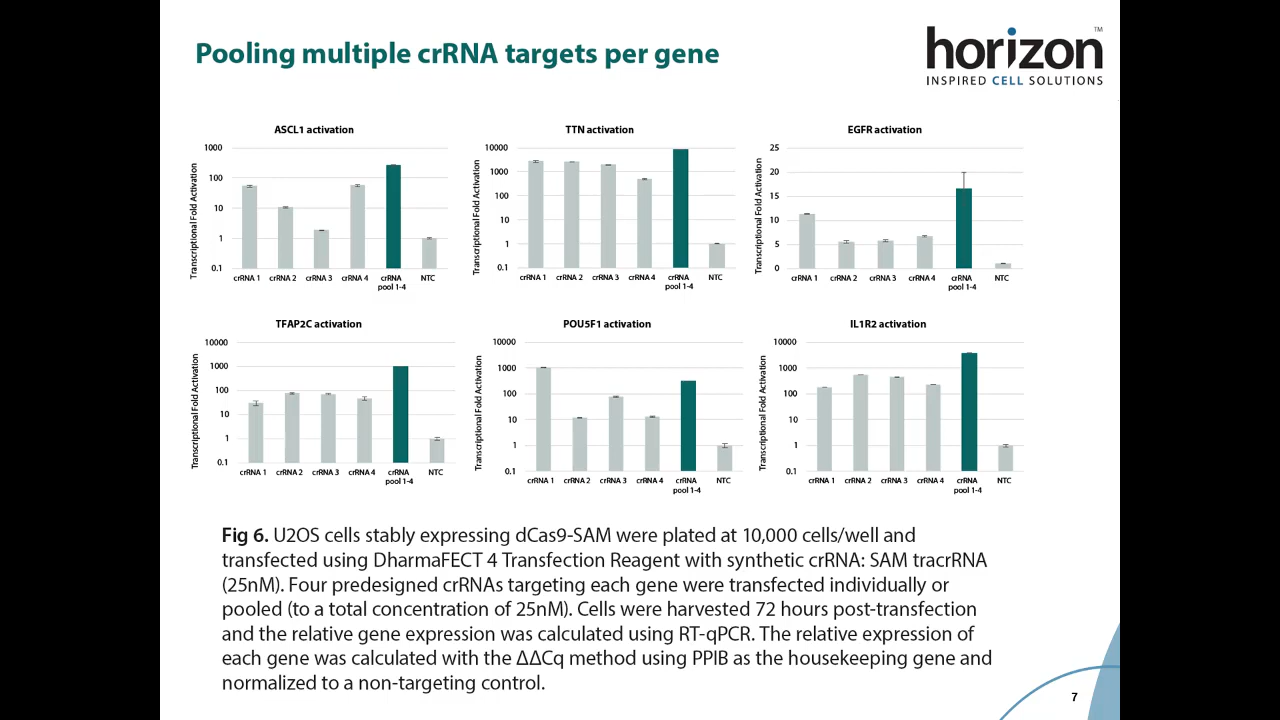 Pooling multiple crRNA targets per gene
horizon™
INSPIRED CELL SOLUTIONS
ASCL1 activation
Transcriptional Fold Activation
1000
100
10
1
0.1
crRNA 1 crRNA 2 crRNA 3 crRNA 4 crRNA pool 1-4 NTC
TTN activation
Transcriptional Fold Activation
10000
1000
100
10
1
0.1
crRNA 1 crRNA 2 crRNA 3 crRNA 4 crRNA pool 1-4 NTC
EGFR activation
Transcriptional Fold Activation
25
20
15
10
5
0
crRNA 1 crRNA 2 crRNA 3 crRNA 4 crRNA pool 1-4 NTC
TFAP2C activation
Transcriptional Fold Activation
10000
1000
100
10
1
0.1
crRNA 1 crRNA 2 crRNA 3 crRNA 4 crRNA pool 1-4 NTC
POU5F1 activation
Transcriptional Fold Activation
10000
1000
100
10
1
0.1
crRNA 1 crRNA 2 crRNA 3 crRNA 4 crRNA pool 1-4 NTC
IL1R2 activation
Transcriptional Fold Activation
10000
1000
100
10
1
0.1
crRNA 1 crRNA 2 crRNA 3 crRNA 4 crRNA pool 1-4 NTC
Fig 6. U2OS cells stably expressing dCas9-SAM were plated at 10,000 cells/well and
transfected using DharmaFECT 4 Transfection Reagent with synthetic crRNA: SAM tracrRNA
(25nM). Four predesigned crRNAs targeting each gene were transfected individually or
pooled (to a total concentration of 25nM). Cells were harvested 72 hours post-transfection
and the relative gene expression was calculated using RT-qPCR. The relative expression of
each gene was calculated with the ΔΔCq method using PPIB as the housekeeping gene and
normalized to a non-targeting control.
7